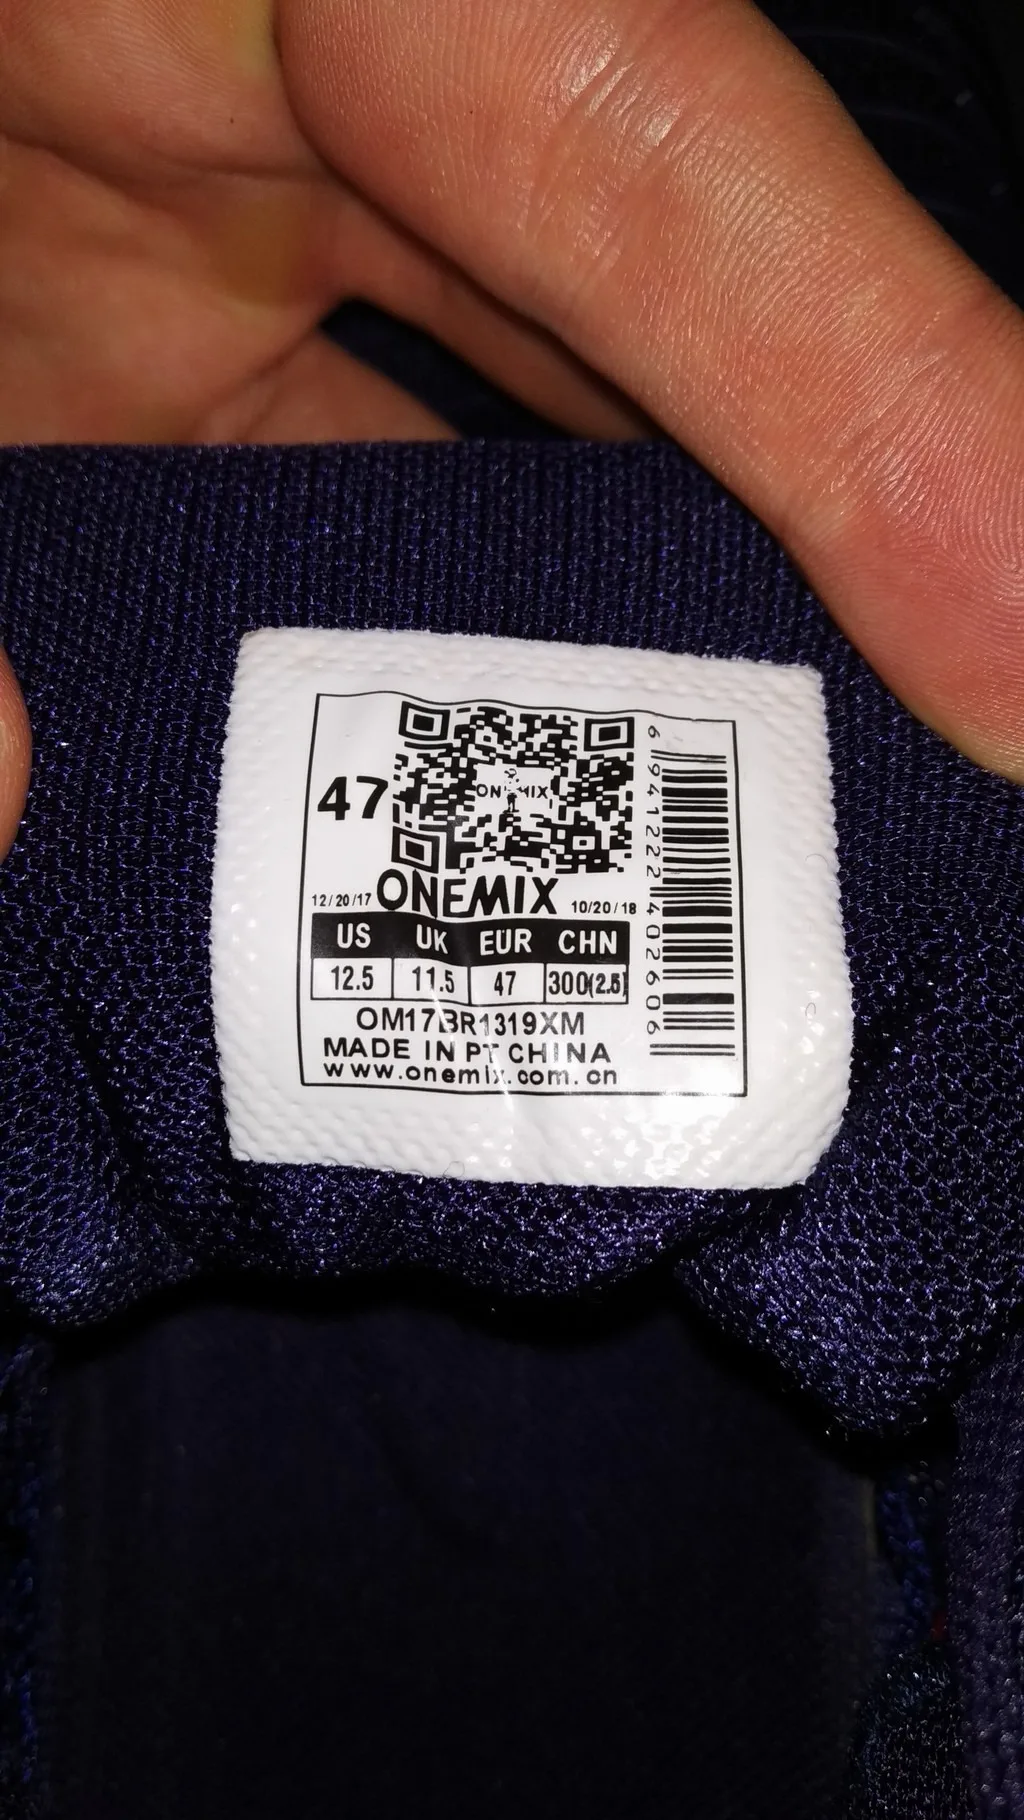 47
ONEMIX
12/20/17 ONEMIX 10/20/18
US UK EUR CHN
12.5 11.5 47 300(2.5)
OM17BR1319XM
MADE IN PT CHINA
www.onemix.com.cn
6941222402606